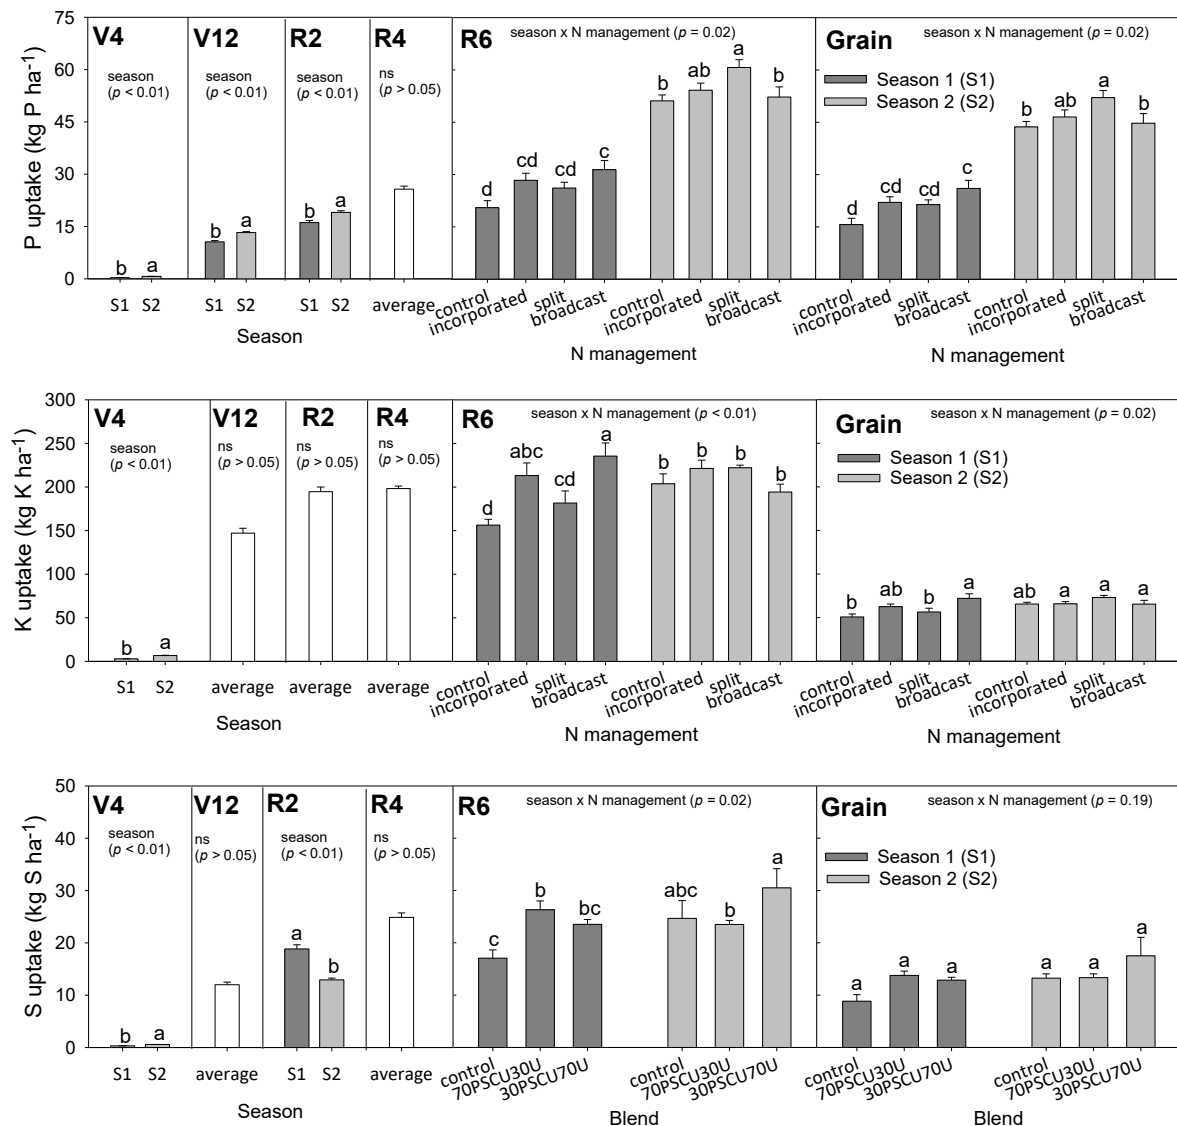 P uptake (kg P ha-1)
75
60
45
30
15
0
V4
season
(p < 0.01)
b
a
S1
S2
V12
season
(p < 0.01)
b
a
S1
S2
R2
season
(p < 0.01)
b
a
S1
S2
R4
ns
(p > 0.05)
average
Season
R6
season x N management (p = 0.02)
d
cd
cd
c
b
ab
a
b
control
incorporated
split
broadcast
control
incorporated
split
broadcast
N management
Grain
season x N management (p = 0.02)
Season 1 (S1)
Season 2 (S2)
d
cd
cd
c
b
ab
a
b
control
incorporated
split
broadcast
control
incorporated
split
broadcast
N management
K uptake (kg K ha-1)
300
250
200
150
100
50
0
V4
season
(p < 0.01)
b
a
S1
S2
V12
ns
(p > 0.05)
average
R2
ns
(p > 0.05)
average
R4
ns
(p > 0.05)
average
Season
R6
season x N management (p < 0.01)
d
abc
cd
a
b
b
b
b
control
incorporated
split
broadcast
control
incorporated
split
broadcast
N management
Grain
season x N management (p = 0.02)
Season 1 (S1)
Season 2 (S2)
b
ab
b
a
ab
a
a
a
control
incorporated
split
broadcast
control
incorporated
split
broadcast
N management
S uptake (kg S ha-1)
50
40
30
20
10
0
V4
season
(p < 0.01)
b
a
S1
S2
V12
ns
(p > 0.05)
average
R2
season
(p < 0.01)
a
b
S1
S2
R4
ns
(p > 0.05)
average
Season
R6
season x N management (p = 0.02)
c
b
bc
abc
b
a
control
70PSCU30U
30PSCU70U
control
70PSCU30U
30PSCU70U
Blend
Grain
season x N management (p = 0.19)
Season 1 (S1)
Season 2 (S2)
a
a
a
a
a
a
control
70PSCU30U
30PSCU70U
control
70PSCU30U
30PSCU70U
Blend